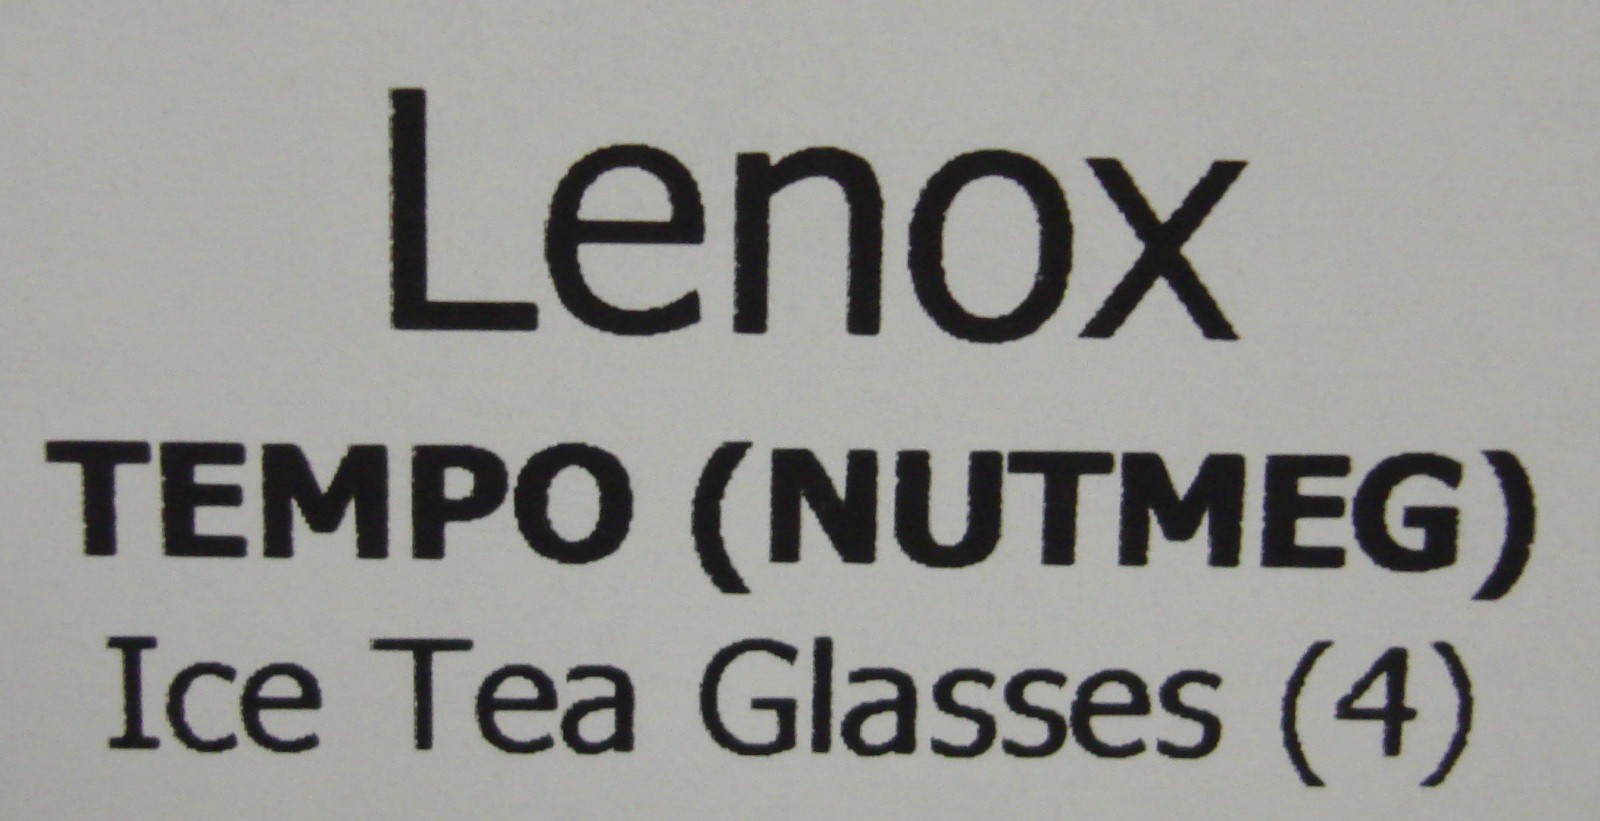 Lenox
TEMPO (NUTMEG)
Ice Tea Glasses (4)